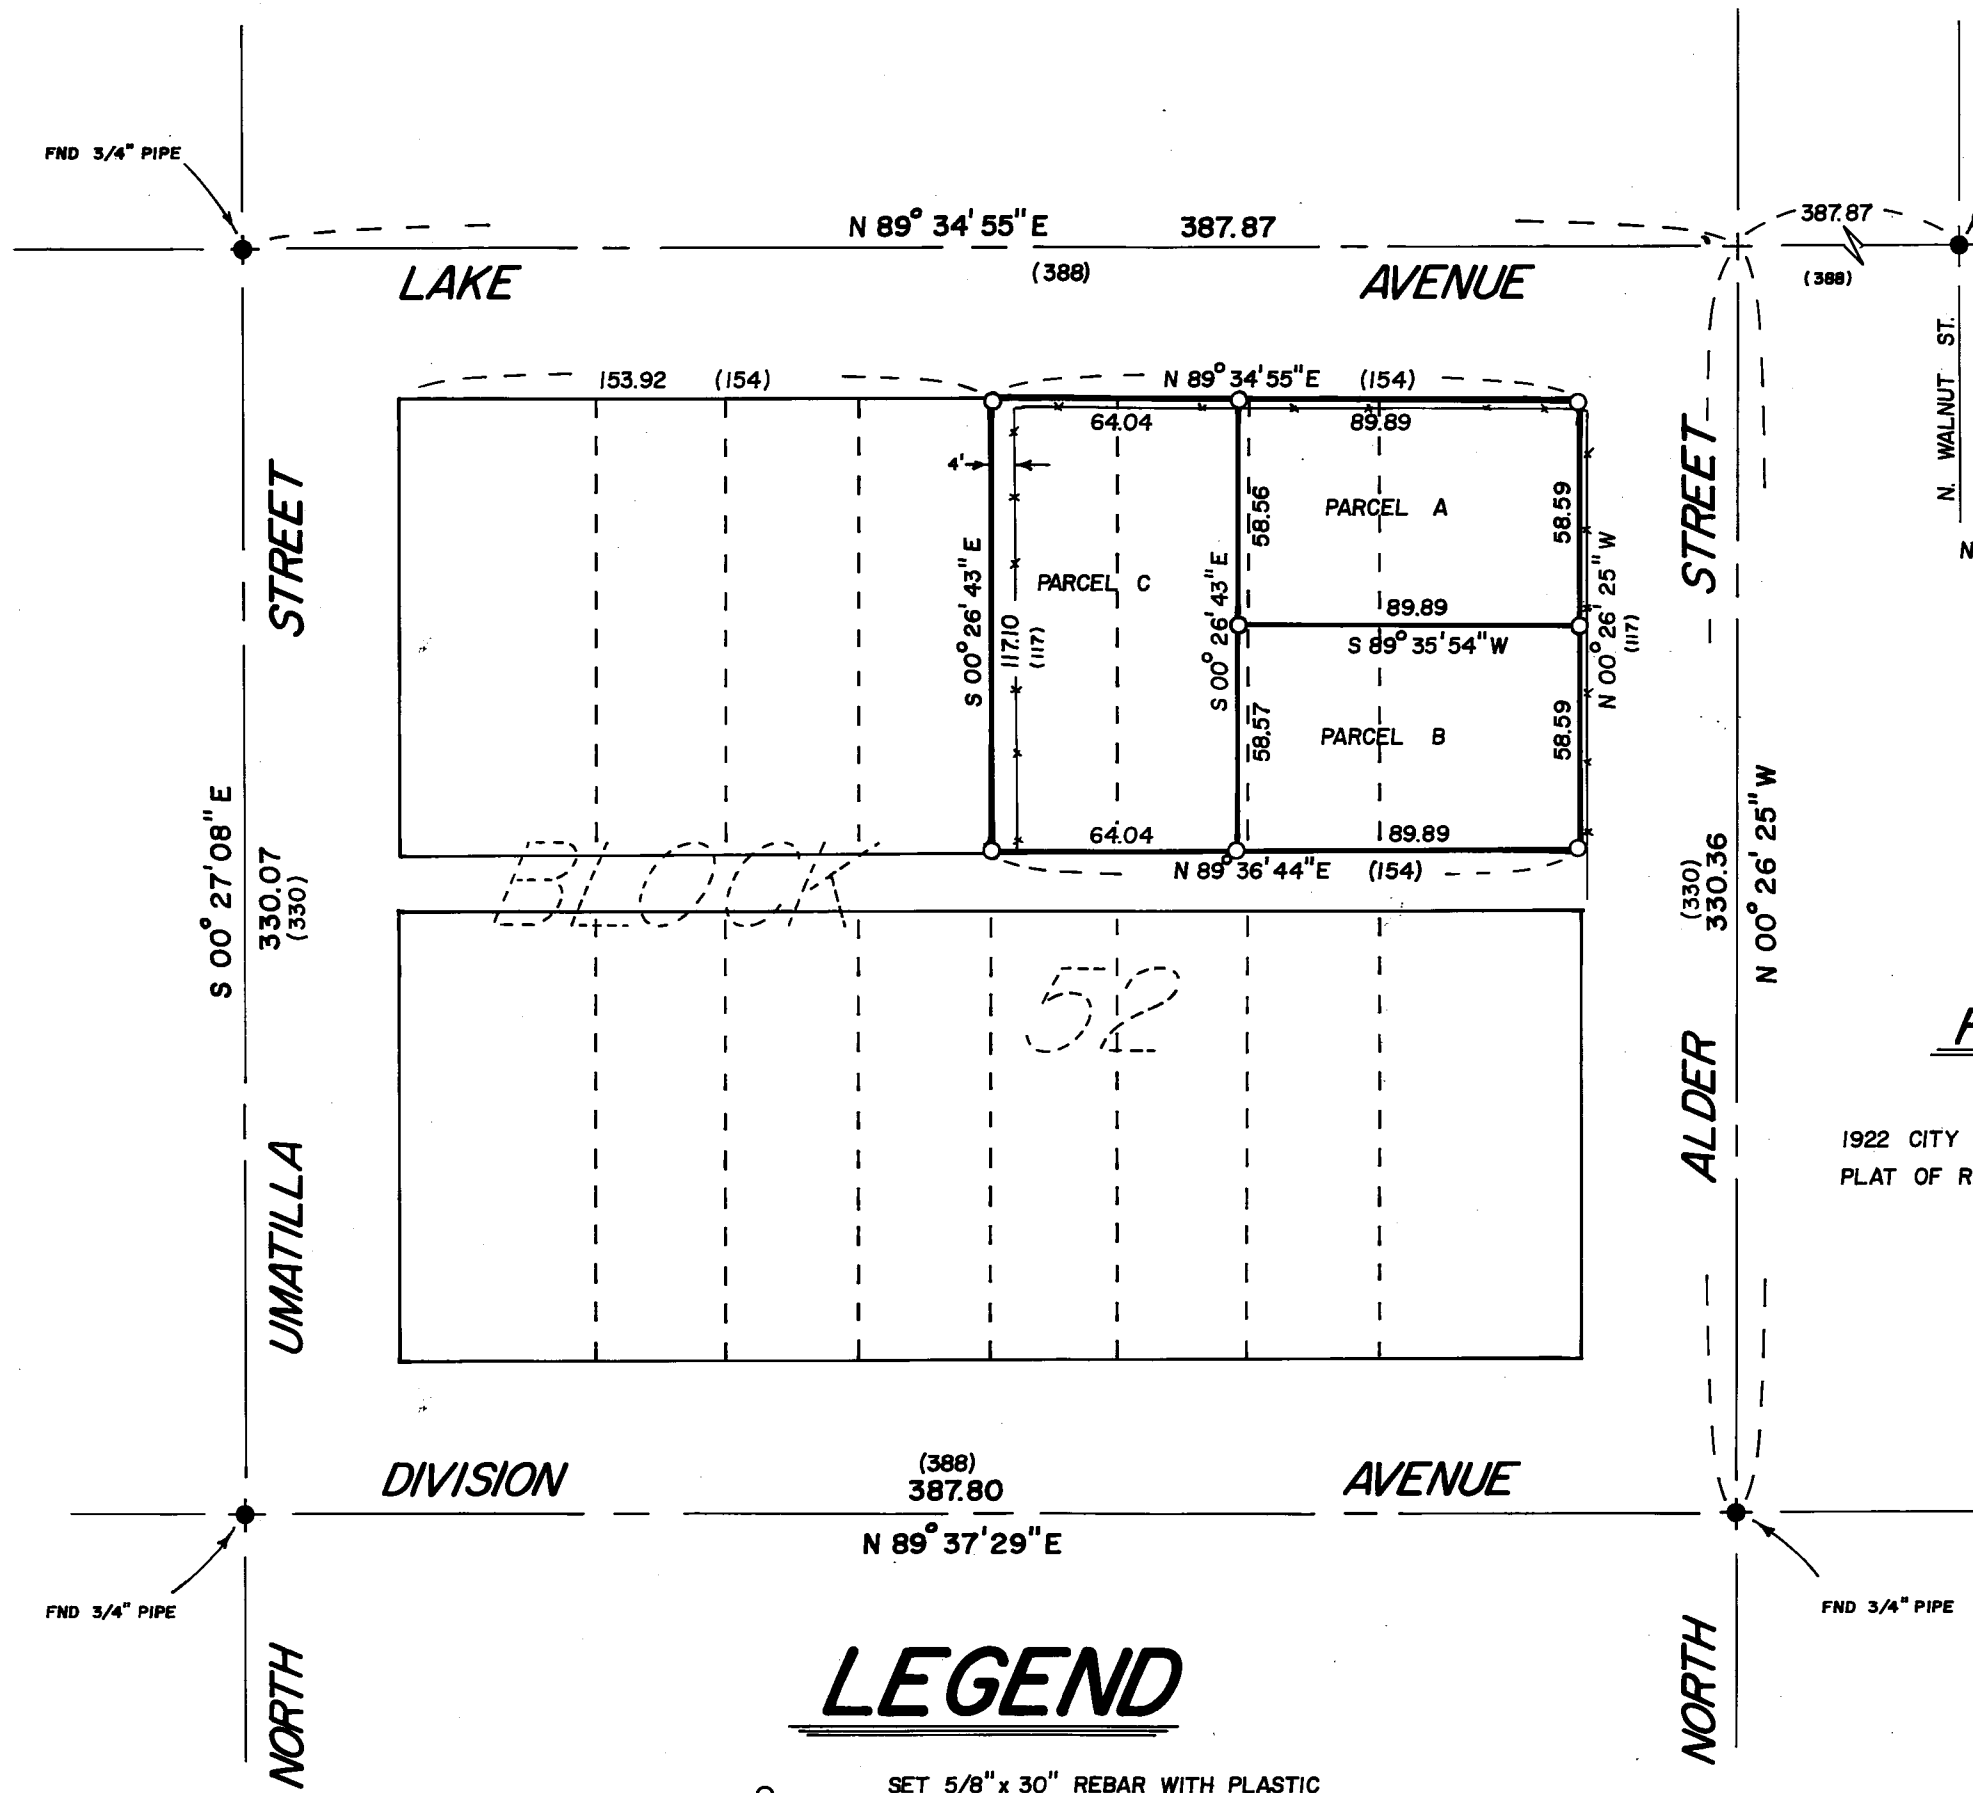 FND 3/4" PIPE
N 89° 34' 55" E 387.87
(388)
387.87
(388)
LAKE AVENUE
N. WALNUT ST.
N
153.92 (154)
N 89° 34' 55" E (154)
64.04
89.89
4'
STREET
STREET
S 00° 26' 43" E
117.10
(117)
PARCEL C
58.56
S 00° 26' 43" E
58.57
PARCEL A
58.59
89.89
S 89° 35' 54" W
N 00° 26' 25" W
(117)
PARCEL B
58.59
64.04
89.89
N 89° 36' 44" E (154)
S 00° 27' 08" E
330.07
(330)
BLOCK
52
(330)
330.36
N 00° 26' 25" W
UMATILLA
ALDER
1922 CITY
PLAT OF R
DIVISION AVENUE
(388)
387.80
N 89° 37' 29" E
FND 3/4" PIPE
FND 3/4" PIPE
NORTH
NORTH
LEGEND
SET 5/8" x 30" REBAR WITH PLASTIC